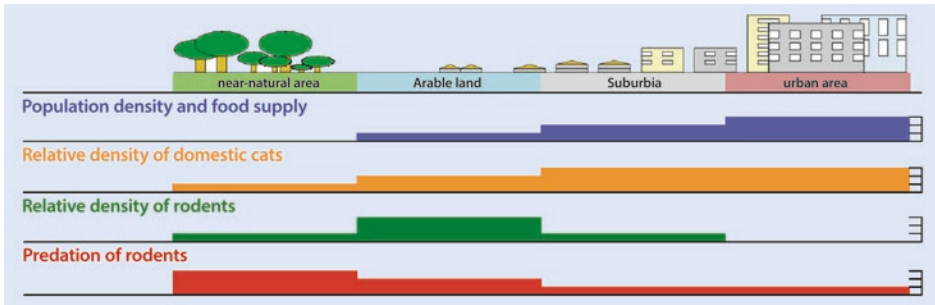 near-natural area
Arable land
Suburbia
urban area
Population density and food supply
Relative density of domestic cats
Relative density of rodents
Predation of rodents